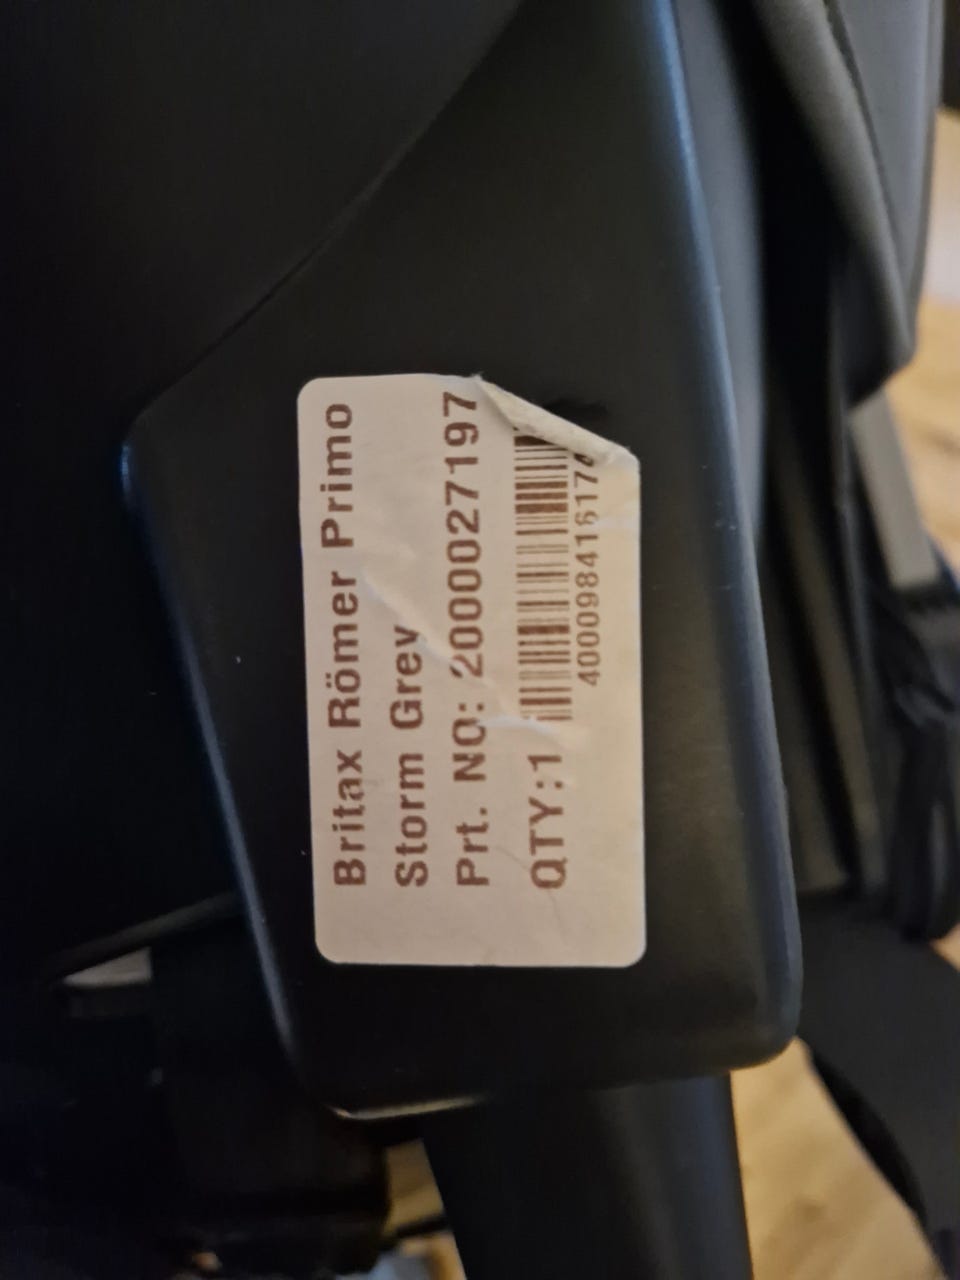 Britax Römer Primo
Storm Grey
Prt. NO: 2000027197
QTY:1